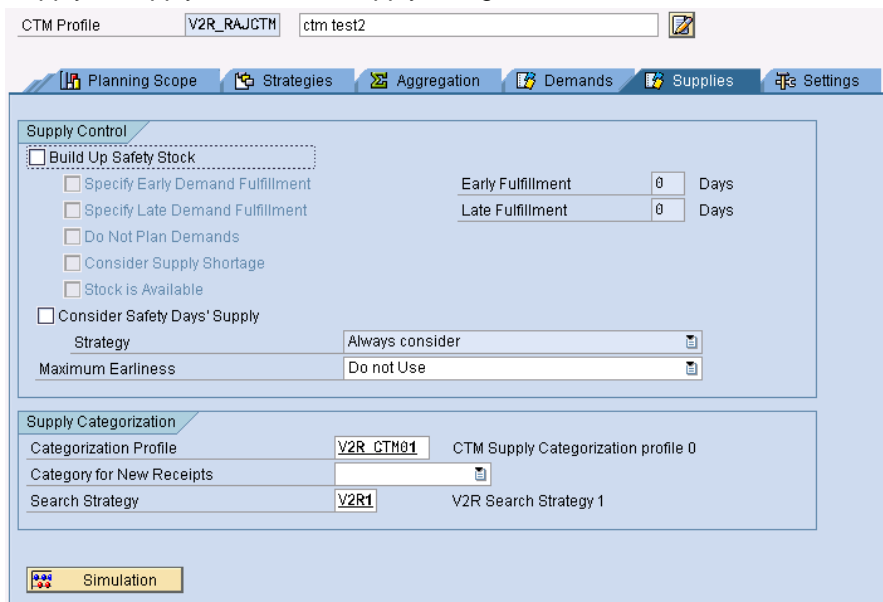 CTM Profile V2R_RAJCTM ctm test2
Planning Scope Strategies Aggregation Demands Supplies Settings
Supply Control
Build Up Safety Stock
Specify Early Demand Fulfillment Early Fulfillment 0 Days
Specify Late Demand Fulfillment Late Fulfillment 0 Days
Do Not Plan Demands
Consider Supply Shortage
Stock is Available
Consider Safety Days' Supply
Strategy Always consider
Maximum Earliness Do not Use
Supply Categorization
Categorization Profile V2R_CTM01 CTM Supply Categorization profile 0
Category for New Receipts
Search Strategy V2R1 V2R Search Strategy 1
Simulation